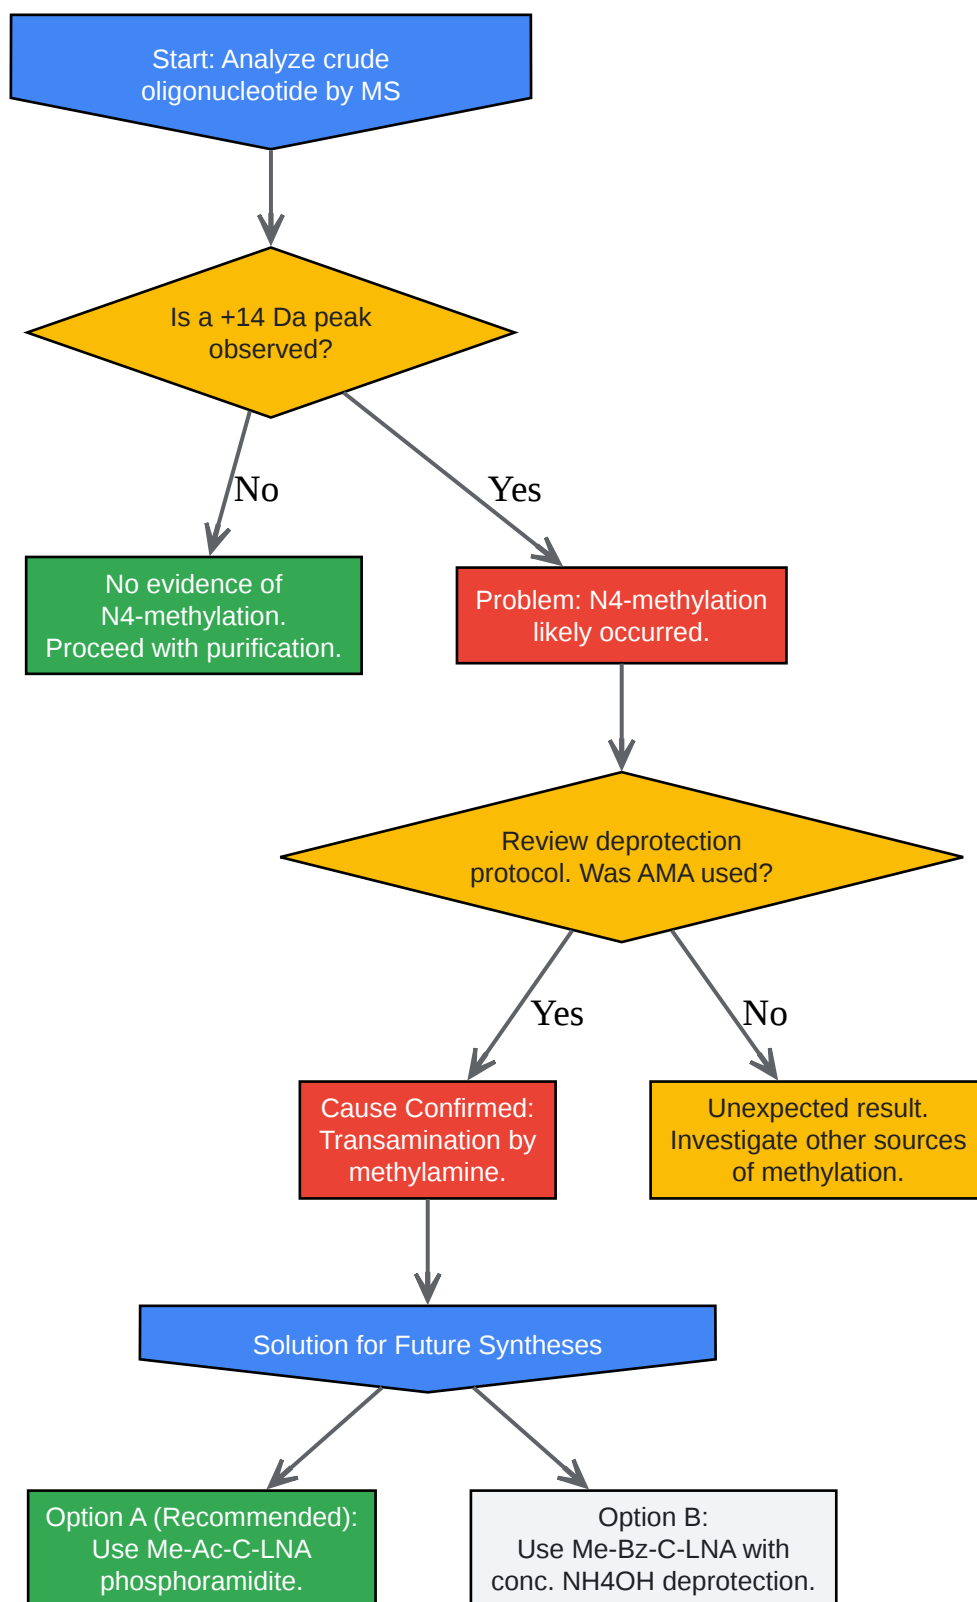 Start: Analyze crude
oligonucleotide by MS
Is a +14 Da peak
observed?
No
Yes
No evidence of
N4-methylation.
Proceed with purification.
Problem: N4-methylation
likely occurred.
Review deprotection
protocol. Was AMA used?
Yes
No
Cause Confirmed:
Transamination by
methylamine.
Unexpected result.
Investigate other sources
of methylation.
Solution for Future Syntheses
Option A (Recommended):
Use Me-Ac-C-LNA
phosphoramidite.
Option B:
Use Me-Bz-C-LNA with
conc. NH4OH deprotection.